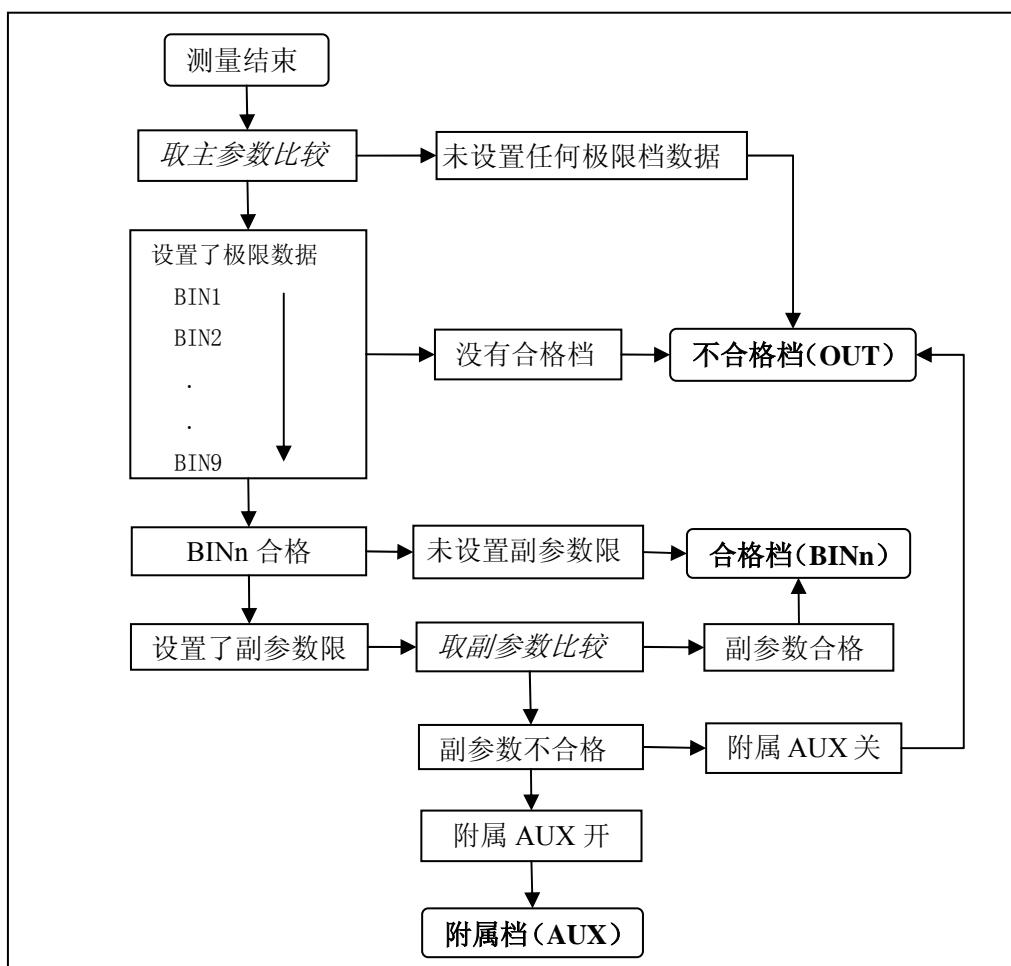 测量结束
取主参数比较
未设置任何极限档数据
设置了极限数据
BIN1
BIN2
.
.
BIN9
没有合格档
不合格档（OUT）
BINn 合格
未设置副参数限
合格档（BINn）
设置了副参数限
取副参数比较
副参数合格
副参数不合格
附属 AUX 关
附属 AUX 开
附属档（AUX）